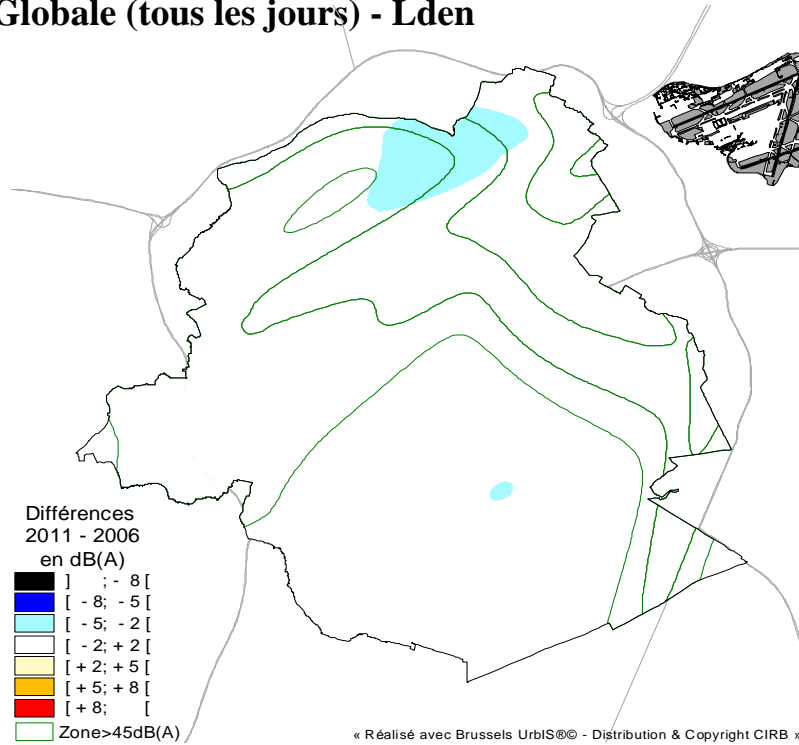 Globale (tous les jours) - Lden
Différences
2011 - 2006
en dB(A)
] ; - 8 [
[ - 8; - 5 [
[ - 5; - 2 [
[ - 2; + 2 [
[ + 2; + 5 [
[ + 5; + 8 [
[ + 8; [
Zone>45dB(A)
« Réalisé avec Brussels UrbIS®© - Distribution & Copyright CIRB »